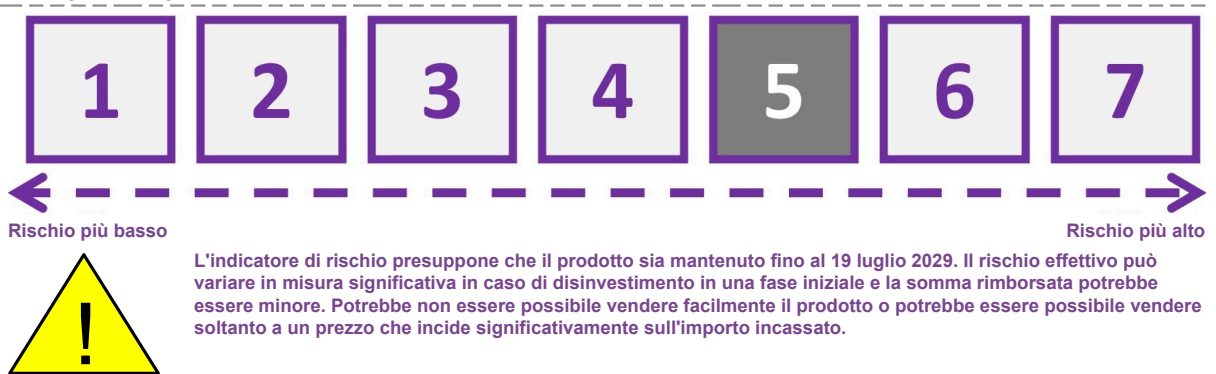 1 2 3 4 5 6 7
Rischio più basso Rischio più alto
L'indicatore di rischio presuppone che il prodotto sia mantenuto fino al 19 luglio 2029. Il rischio effettivo può
variare in misura significativa in caso di disinvestimento in una fase iniziale e la somma rimborsata potrebbe
essere minore. Potrebbe non essere possibile vendere facilmente il prodotto o potrebbe essere possibile vendere
soltanto a un prezzo che incide significativamente sull'importo incassato.
!